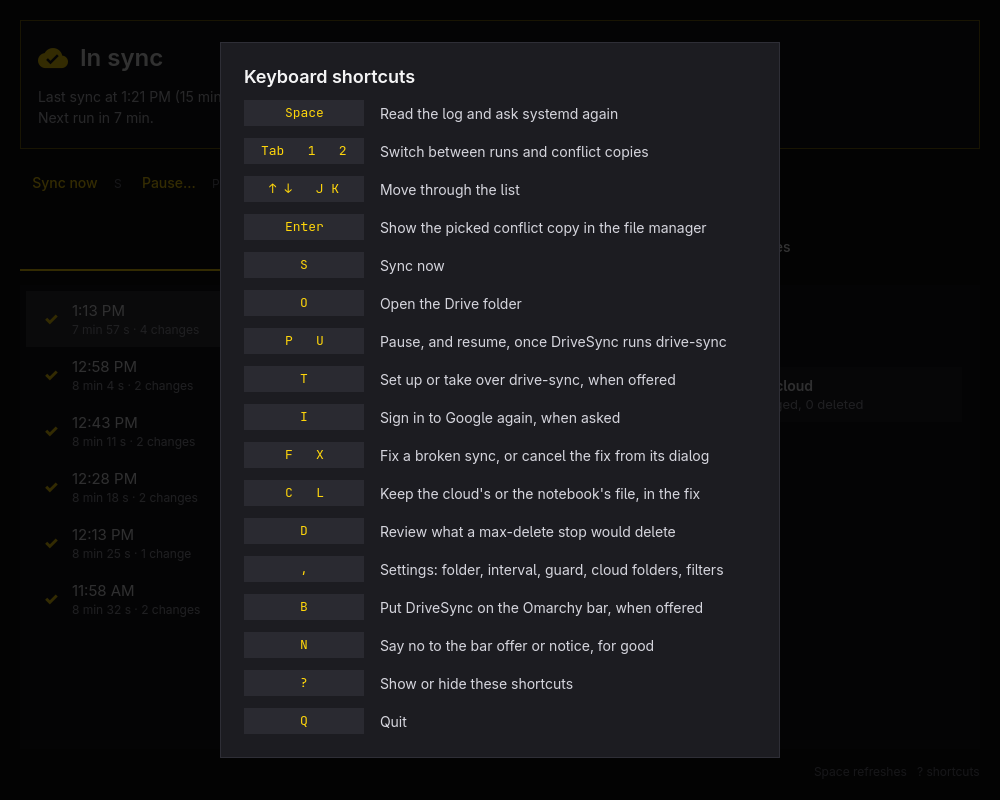 In sync
Last sync at 1:21 PM (15 min
Next run in 7 min.
Sync now S Pause... P
Keyboard shortcuts
Space Read the log and ask systemd again
Tab 1 2 Switch between runs and conflict copies
↑ ↓ J K Move through the list
Enter Show the picked conflict copy in the file manager
S Sync now
O Open the Drive folder
P U Pause, and resume, once DriveSync runs drive-sync
T Set up or take over drive-sync, when offered
I Sign in to Google again, when asked
F X Fix a broken sync, or cancel the fix from its dialog
C L Keep the cloud's or the notebook's file, in the fix
D Review what a max-delete stop would delete
, Settings: folder, interval, guard, cloud folders, filters
B Put DriveSync on the Omarchy bar, when offered
N Say no to the bar offer or notice, for good
? Show or hide these shortcuts
Q Quit
1:13 PM
7 min 57 s · 4 changes
12:58 PM
8 min 4 s · 2 changes
12:43 PM
8 min 11 s · 2 changes
12:28 PM
8 min 18 s · 2 changes
12:13 PM
8 min 25 s · 1 change
11:58 AM
8 min 32 s · 2 changes
cloud
0 deleted
Space refreshes ? shortcuts